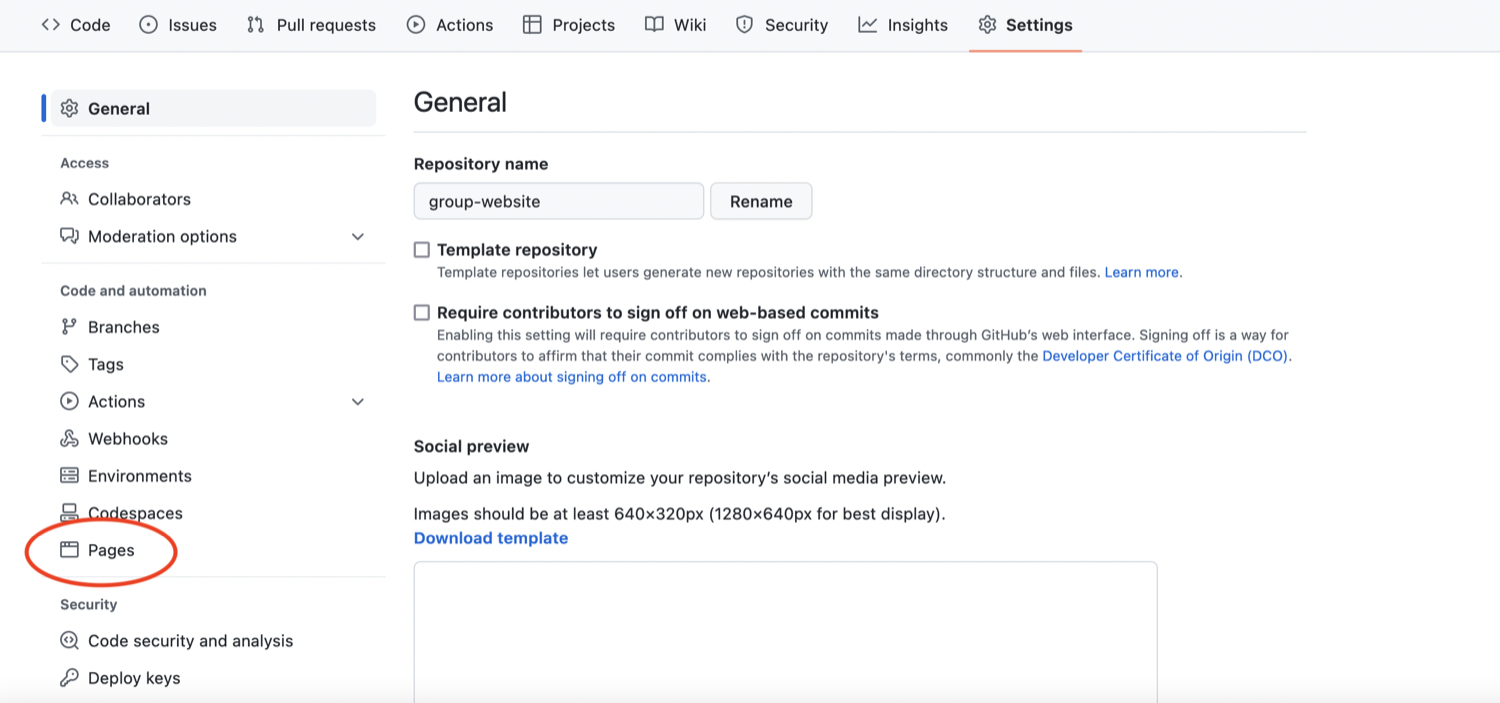 Code Issues Pull requests Actions Projects Wiki Security Insights Settings
General
Access
Collaborators
Moderation options
Code and automation
Branches
Tags
Actions
Webhooks
Environments
Codespaces
Pages
Security
Code security and analysis
Deploy keys
General
Repository name
group-website Rename
Template repository
Template repositories let users generate new repositories with the same directory structure and files. Learn more.
Require contributors to sign off on web-based commits
Enabling this setting will require contributors to sign off on commits made through GitHub’s web interface. Signing off is a way for
contributors to affirm that their commit complies with the repository's terms, commonly the Developer Certificate of Origin (DCO).
Learn more about signing off on commits.
Social preview
Upload an image to customize your repository’s social media preview.
Images should be at least 640×320px (1280×640px for best display).
Download template